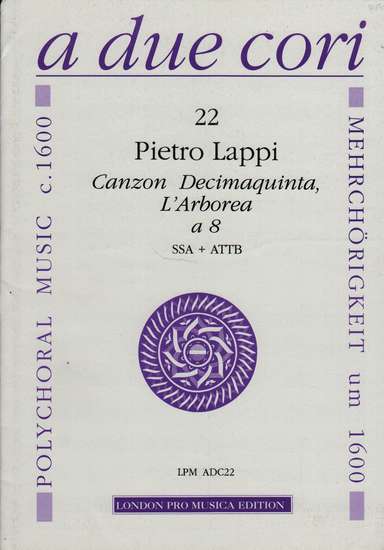 a due cori
22
Pietro Lappi
Canzon Decimaquinta,
L'Arborea
a 8
SSA + ATTB
POLYCHORAL MUSIC c.1600
MEHRCHÖRIGKEIT um 1600
LPM ADC22
LONDON PRO MUSICA EDITION